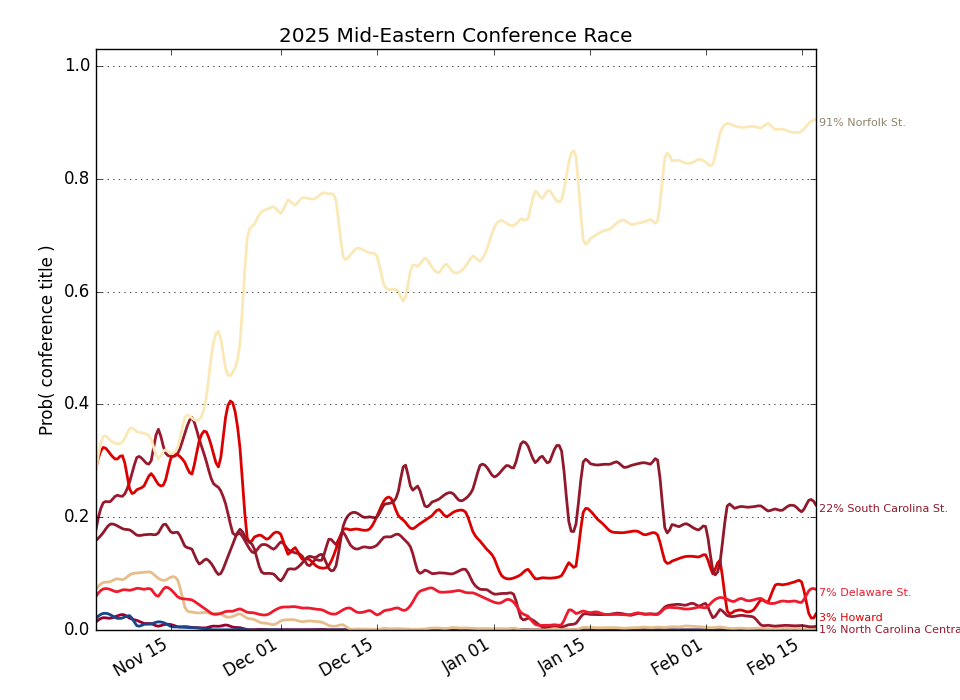 2025 Mid-Eastern Conference Race
Prob( conference title )
1.0
0.8
0.6
0.4
0.2
0.0
Nov 15
Dec 01
Dec 15
Jan 01
Jan 15
Feb 01
Feb 15
91% Norfolk St.
22% South Carolina St.
7% Delaware St.
3% Howard
1% North Carolina Centra